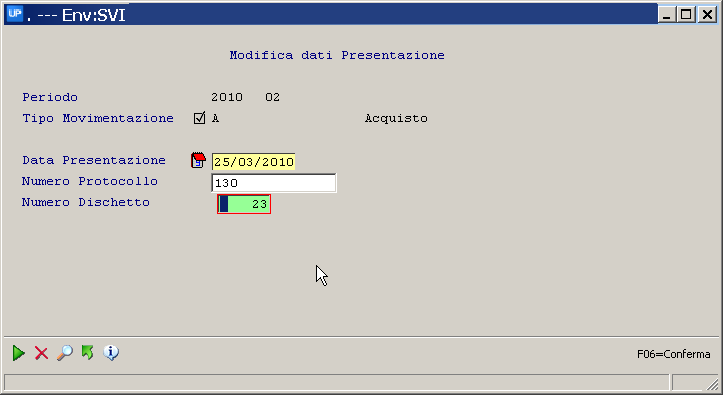 UP . --- Env:SVI
Modifica dati Presentazione
Periodo 2010 02
Tipo Movimentazione A Acquisto
Data Presentazione 25/03/2010
Numero Protocollo 130
Numero Dischetto 23
F06=Conferma